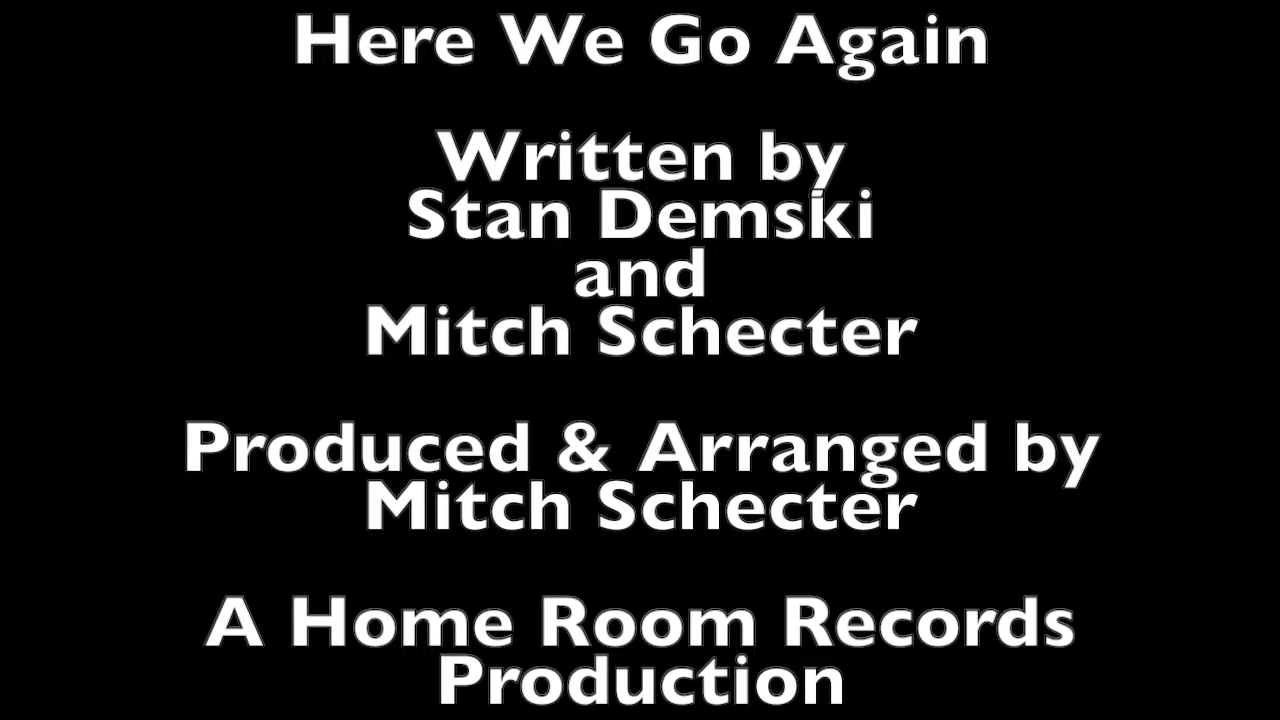 Here We Go Again
Written by
Stan Demski
and
Mitch Schecter
Produced & Arranged by
Mitch Schecter
A Home Room Records
Production